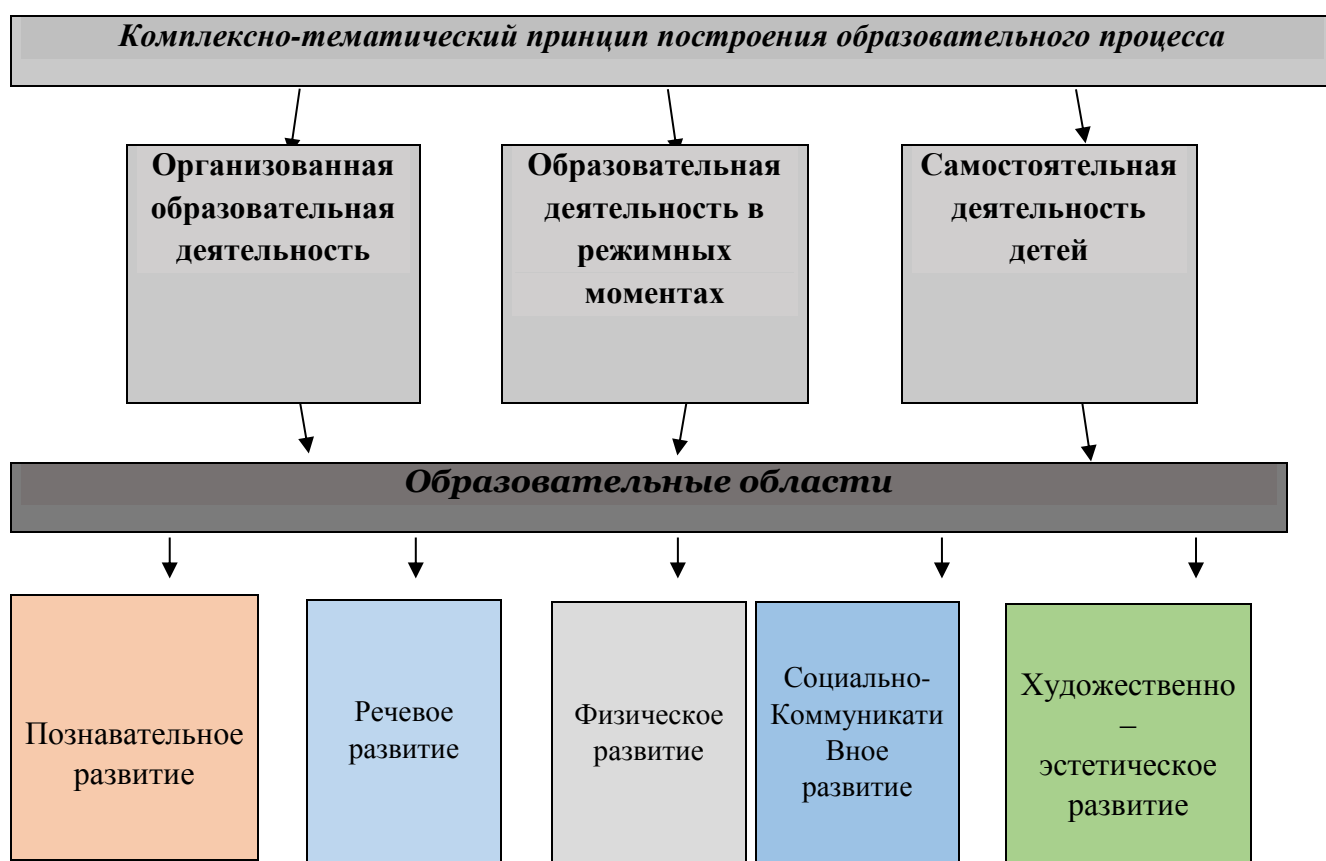 Комплексно-тематический принцип построения образовательного процесса
Организованная
образовательная
деятельность
Образовательная
деятельность в
режимных
моментах
Самостоятельная
деятельность
детей
Образовательные области
Познавательное
развитие
Речевое
развитие
Физическое
развитие
Социально-
Коммуникати
Вное
развитие
Художественно
–
эстетическое
развитие